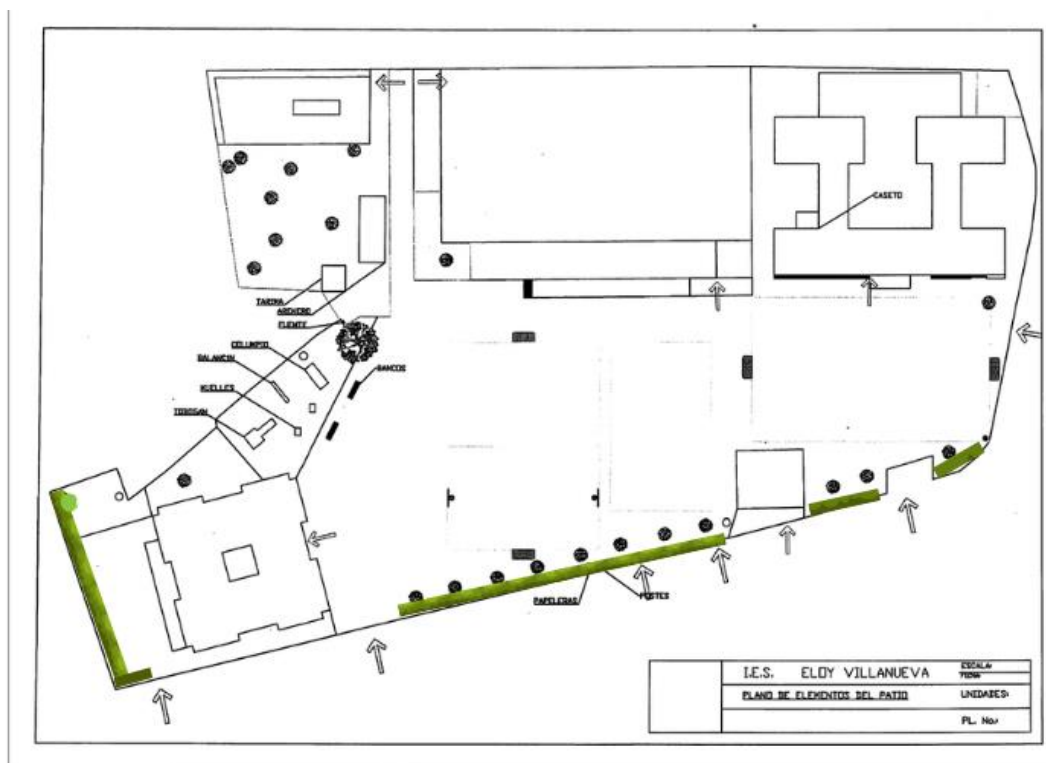 CASETO
TARIMA
ARENERO
FUENTE
COLUMPIO
BALANCIN
BANCOS
MUELLES
TOBOGAN
PAPELERAS
POSTES
I.E.S. ELOY VILLANUEVA
ESCALA:
FECHA:
PLANO DE ELEMENTOS DEL PATIO
UNIDADES:
PL. No: